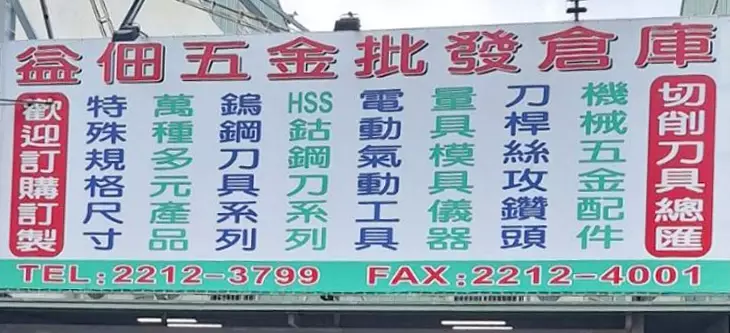 益佃五金批發倉庫
切削刀具總匯
機械五金配件
刀桿絲攻鑽頭
量具模具儀器
電動氣動工具
HSS鈷鋼刀系列
鎢鋼刀具系列
萬種多元產品
特殊規格尺寸
歡迎訂購訂製
TEL:2212-3799 FAX:2212-4001